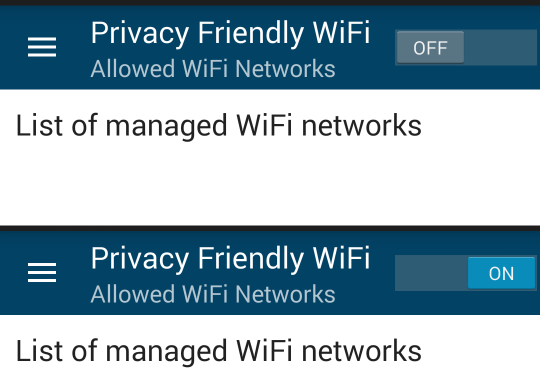 Privacy Friendly WiFi
OFF
Allowed WiFi Networks
List of managed WiFi networks
Privacy Friendly WiFi
ON
Allowed WiFi Networks
List of managed WiFi networks